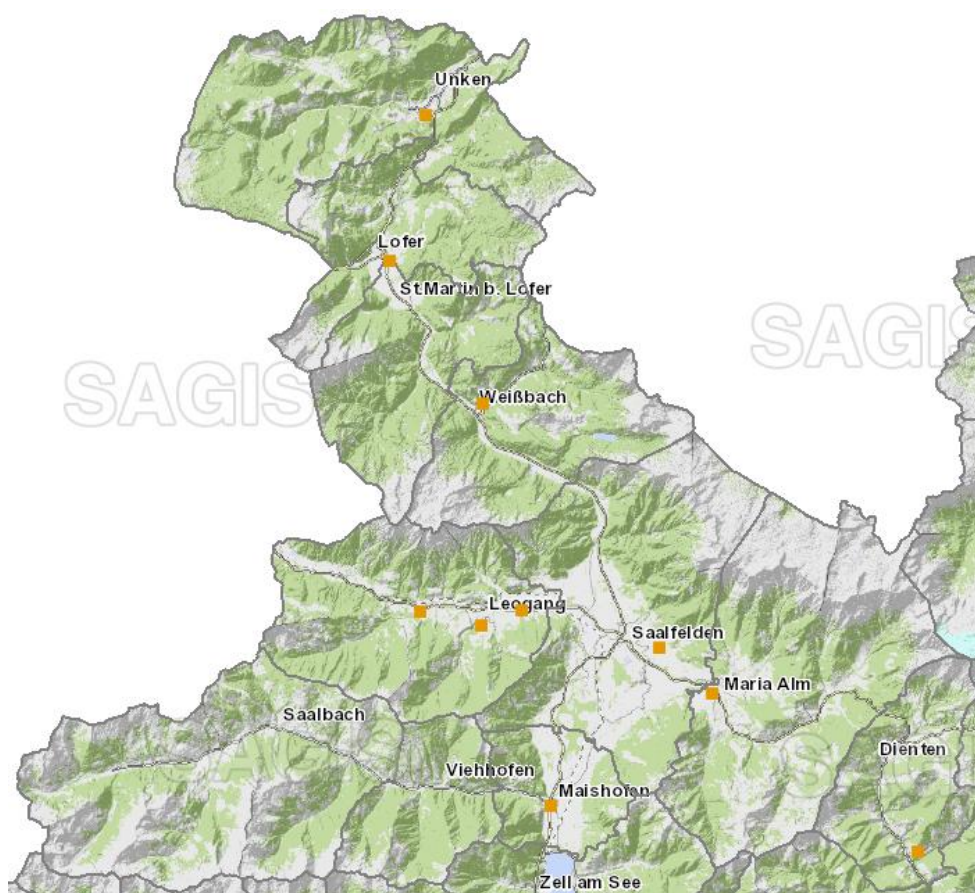 Unken
Lofer
St.Martin b. Lofer
SAGIS
SAGIS
Weißbach
Leogang
Saalfelden
Maria Alm
Saalbach
Dienten
Viehhofen
Maishofen
Zell am See